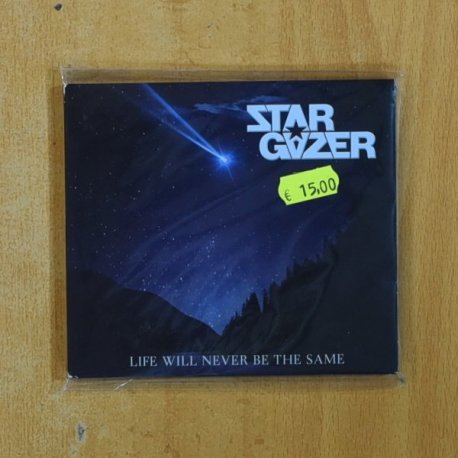 STAR
GAZER
€ 15,00
LIFE WILL NEVER BE THE SAME